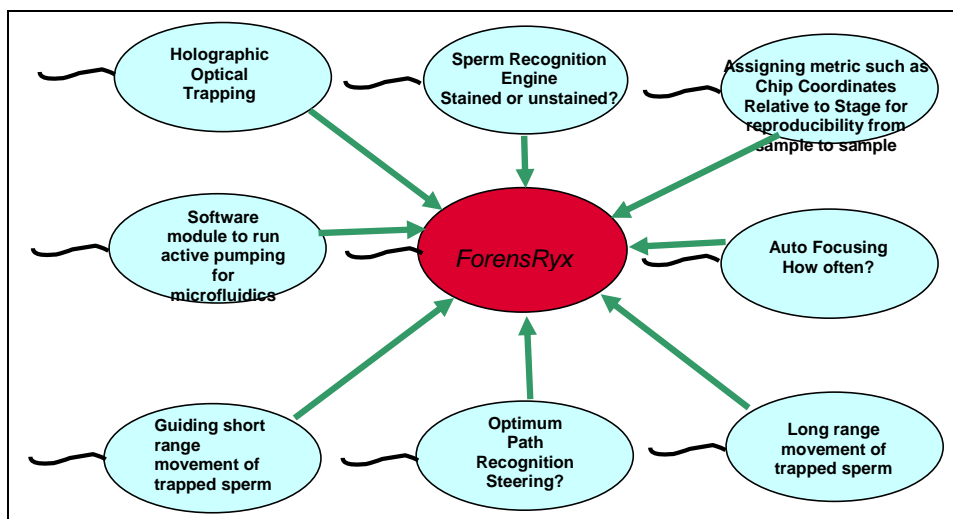 Holographic
Optical
Trapping
Sperm Recognition
Engine
Stained or unstained?
Assigning metric such as
Chip Coordinates
Relative to Stage for
reproducibility from
sample to sample
Software
module to run
active pumping
for
microfluidics
ForensRyx
Auto Focusing
How often?
Guiding short
range
movement of
trapped sperm
Optimum
Path
Recognition
Steering?
Long range
movement of
trapped sperm